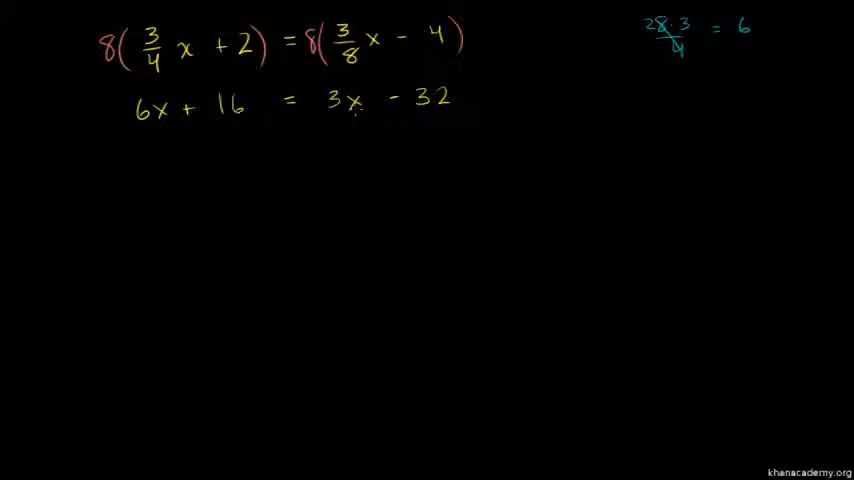 8( 3/4 x + 2 ) = 8( 3/8 x - 4 )
28·3/4 = 6
6x + 16 = 3x - 32
khanacademy.org